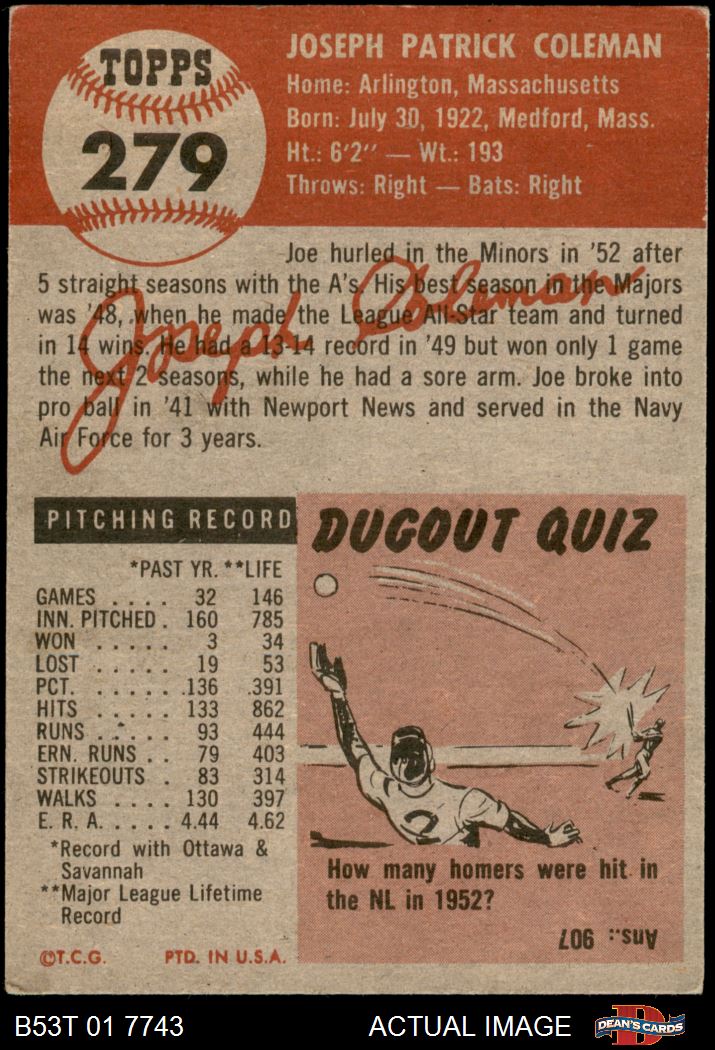 TOPPS
279
JOSEPH PATRICK COLEMAN
Home: Arlington, Massachusetts
Born: July 30, 1922, Medford, Mass.
Ht.: 6'2" — Wt.: 193
Throws: Right — Bats: Right
Joe hurled in the Minors in '52 after
5 straight seasons with the A's. His best season in the Majors
was '48, when he made the League All-Star team and turned
in 14 wins. He had a 13-14 record in '49 but won only 1 game
the next 2 seasons, while he had a sore arm. Joe broke into
pro ball in '41 with Newport News and served in the Navy
Air Force for 3 years.
Joseph Coleman
PITCHING RECORD
*PAST YR. **LIFE
GAMES .... 32 146
INN. PITCHED . 160 785
WON ..... 3 34
LOST ..... 19 53
PCT. ..... .136 .391
HITS ..... 133 862
RUNS ..... 93 444
ERN. RUNS .. 79 403
STRIKEOUTS . 83 314
WALKS .... 130 397
E. R. A. .... 4.44 4.62
*Record with Ottawa &
Savannah
**Major League Lifetime
Record
©T.C.G. PTD. IN U.S.A.
DUGOUT QUIZ
2
How many homers were hit in
the NL in 1952?
Ans.: 907
B53T 01 7743 ACTUAL IMAGE
D
DEAN'S CARDS